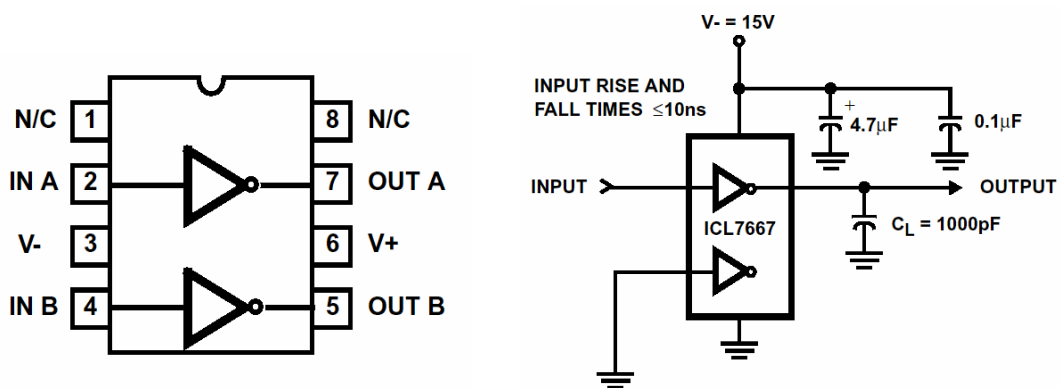 N/C 1 8 N/C
IN A 2 7 OUT A
V- 3 6 V+
IN B 4 5 OUT B
V- = 15V
INPUT RISE AND
FALL TIMES ≤10ns
+
4.7μF
0.1μF
INPUT
OUTPUT
ICL7667
CL = 1000pF